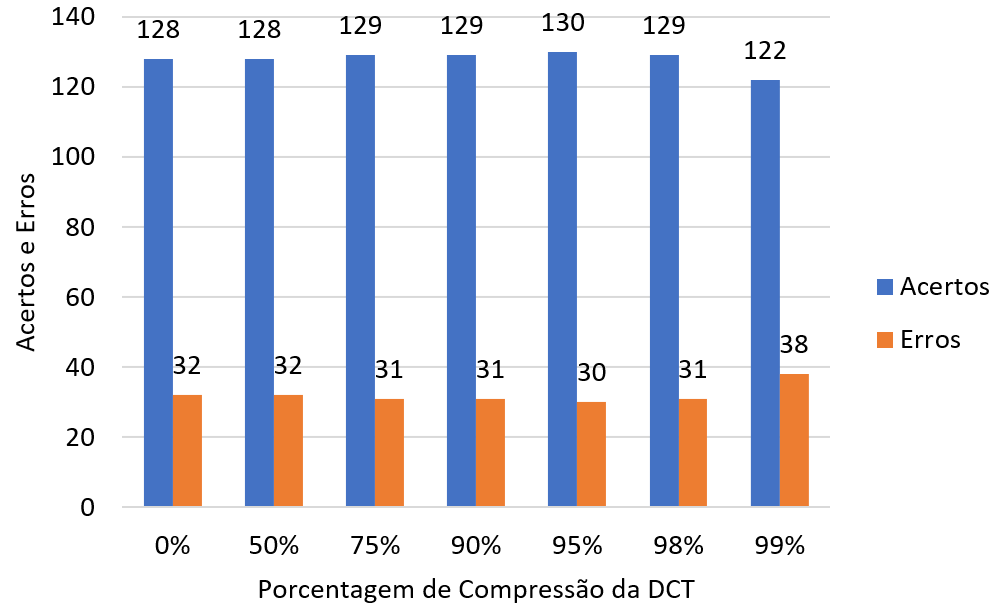 140
128 128 129 129 130 129 122
120
100
80
60
40
32 32 31 31 30 31 38
20
0
0% 50% 75% 90% 95% 98% 99%
Porcentagem de Compressão da DCT
Acertos e Erros
Acertos
Erros